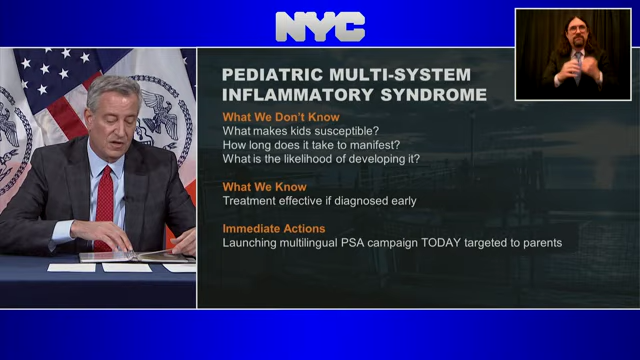 NYC
PEDIATRIC MULTI-SYSTEM
INFLAMMATORY SYNDROME
What We Don't Know
What makes kids susceptible?
How long does it take to manifest?
What is the likelihood of developing it?
What We Know
Treatment effective if diagnosed early
Immediate Actions
Launching multilingual PSA campaign TODAY targeted to parents